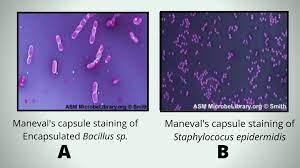 ASM MicrobeLibrary.org © Smith
ASM MicrobeLibrary.org © Smith
Maneval's capsule staining of
Encapsulated Bacillus sp.
A
Maneval's capsule staining of
Staphylococus epidermidis
B